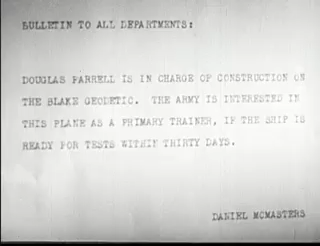 BULLETIN TO ALL DEPARTMENTS:
DOUGLAS FARRELL IS IN CHARGE OF CONSTRUCTION ON
THE BLAKE GEODETIC. THE ARMY IS INTERESTED IN
THIS PLANE AS A PRIMARY TRAINER, IF THE SHIP IS
READY FOR TESTS WITHIN THIRTY DAYS.
DANIEL MCMASTERS